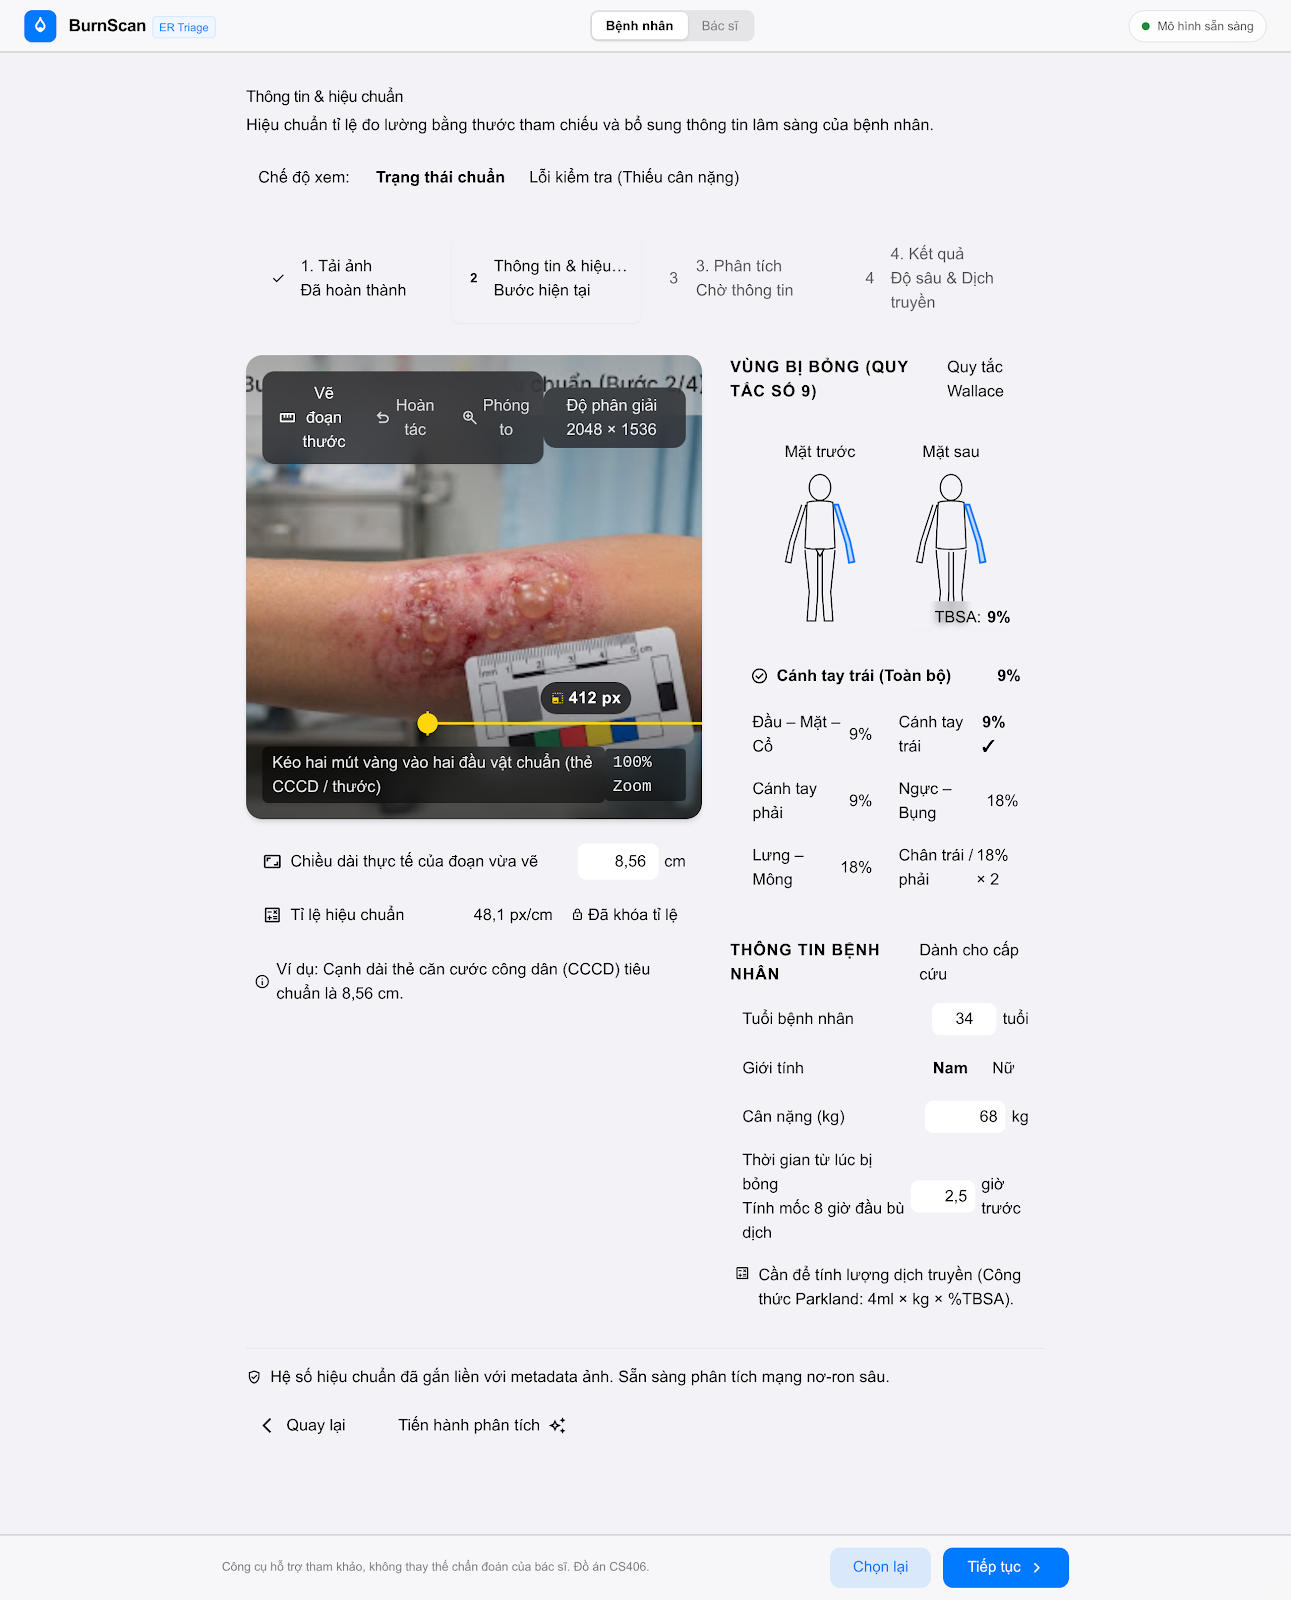 BurnScan ER Triage
Bệnh nhân Bác sĩ
Mô hình sẵn sàng
Thông tin & hiệu chuẩn
Hiệu chuẩn tỉ lệ đo lường bằng thước tham chiếu và bổ sung thông tin lâm sàng của bệnh nhân.
Chế độ xem: Trạng thái chuẩn Lỗi kiểm tra (Thiếu cân nặng)
1. Tải ảnh
Đã hoàn thành
2 Thông tin & hiệu...
Bước hiện tại
3 3. Phân tích
Chờ thông tin
4 4. Kết quả
Độ sâu & Dịch
truyền
chuẩn (Bước 2/4)
Vẽ
đoạn
thước
Hoàn
tác
Phóng
to
Độ phân giải
2048 × 1536
mm 1 2 3 4 5 cm
412 px
Kéo hai mút vàng vào hai đầu vật chuẩn (thẻ
CCCD / thước)
100%
Zoom
Chiều dài thực tế của đoạn vừa vẽ 8,56 cm
Tỉ lệ hiệu chuẩn 48,1 px/cm Đã khóa tỉ lệ
Ví dụ: Cạnh dài thẻ căn cước công dân (CCCD) tiêu
chuẩn là 8,56 cm.
VÙNG BỊ BỎNG (QUY
TẮC SỐ 9)
Quy tắc
Wallace
Mặt trước Mặt sau
TBSA: 9%
Cánh tay trái (Toàn bộ) 9%
Đầu – Mặt –
Cổ
9%
Cánh tay
trái
9%
✓
Cánh tay
phải
9%
Ngực –
Bụng
18%
Lưng –
Mông
18%
Chân trái /
phải
18%
× 2
THÔNG TIN BỆNH
NHÂN
Dành cho cấp
cứu
Tuổi bệnh nhân 34 tuổi
Giới tính Nam Nữ
Cân nặng (kg) 68 kg
Thời gian từ lúc bị
bỏng
Tính mốc 8 giờ đầu bù
dịch
2,5
giờ
trước
Cần để tính lượng dịch truyền (Công
thức Parkland: 4ml × kg × %TBSA).
Hệ số hiệu chuẩn đã gắn liền với metadata ảnh. Sẵn sàng phân tích mạng nơ-ron sâu.
Quay lại Tiến hành phân tích
Công cụ hỗ trợ tham khảo, không thay thế chẩn đoán của bác sĩ. Đồ án CS406.
Chọn lại Tiếp tục